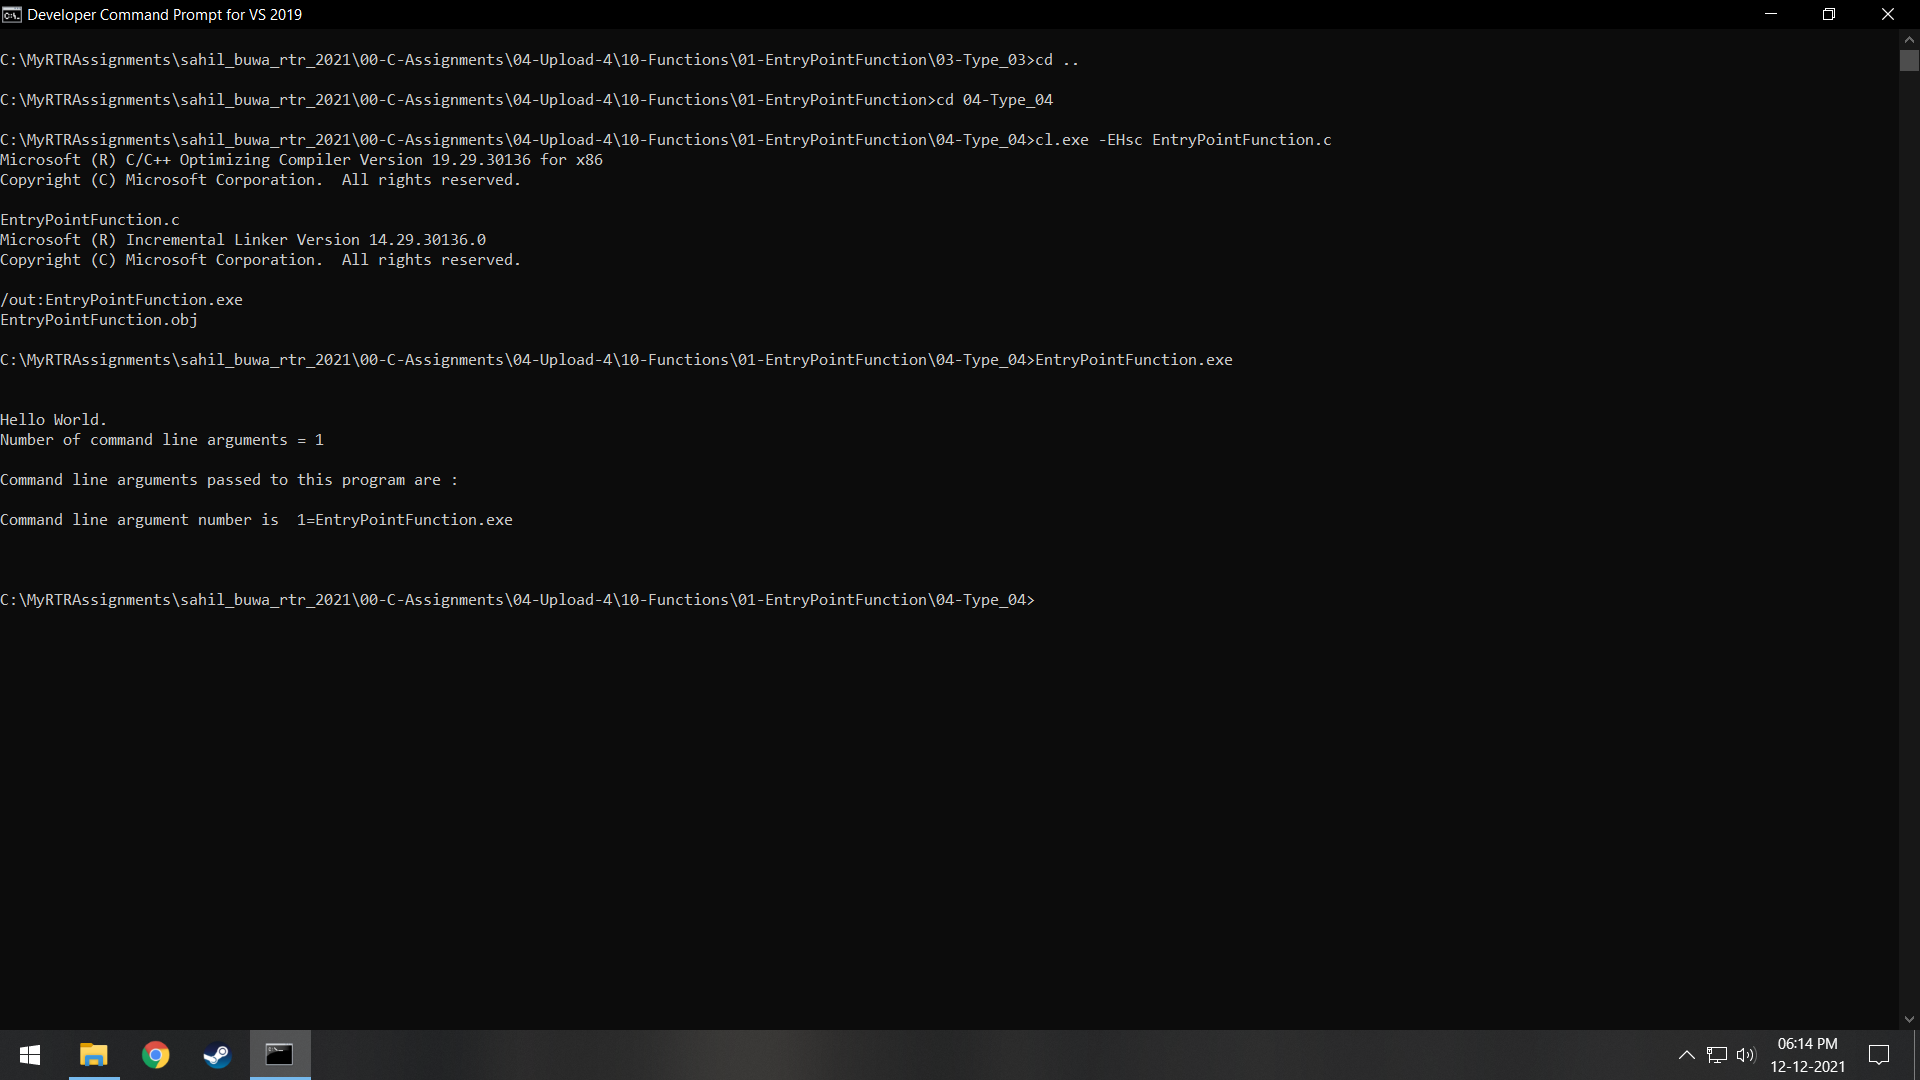 Developer Command Prompt for VS 2019
C:\MyRTRAssignments\sahil_buwa_rtr_2021\00-C-Assignments\04-Upload-4\10-Functions\01-EntryPointFunction\03-Type_03>cd ..
C:\MyRTRAssignments\sahil_buwa_rtr_2021\00-C-Assignments\04-Upload-4\10-Functions\01-EntryPointFunction>cd 04-Type_04
C:\MyRTRAssignments\sahil_buwa_rtr_2021\00-C-Assignments\04-Upload-4\10-Functions\01-EntryPointFunction\04-Type_04>cl.exe -EHsc EntryPointFunction.c
Microsoft (R) C/C++ Optimizing Compiler Version 19.29.30136 for x86
Copyright (C) Microsoft Corporation.  All rights reserved.
EntryPointFunction.c
Microsoft (R) Incremental Linker Version 14.29.30136.0
Copyright (C) Microsoft Corporation.  All rights reserved.
/out:EntryPointFunction.exe
EntryPointFunction.obj
C:\MyRTRAssignments\sahil_buwa_rtr_2021\00-C-Assignments\04-Upload-4\10-Functions\01-EntryPointFunction\04-Type_04>EntryPointFunction.exe
Hello World.
Number of command line arguments = 1
Command line arguments passed to this program are :
Command line argument number is  1=EntryPointFunction.exe
C:\MyRTRAssignments\sahil_buwa_rtr_2021\00-C-Assignments\04-Upload-4\10-Functions\01-EntryPointFunction\04-Type_04>
06:14 PM
12-12-2021